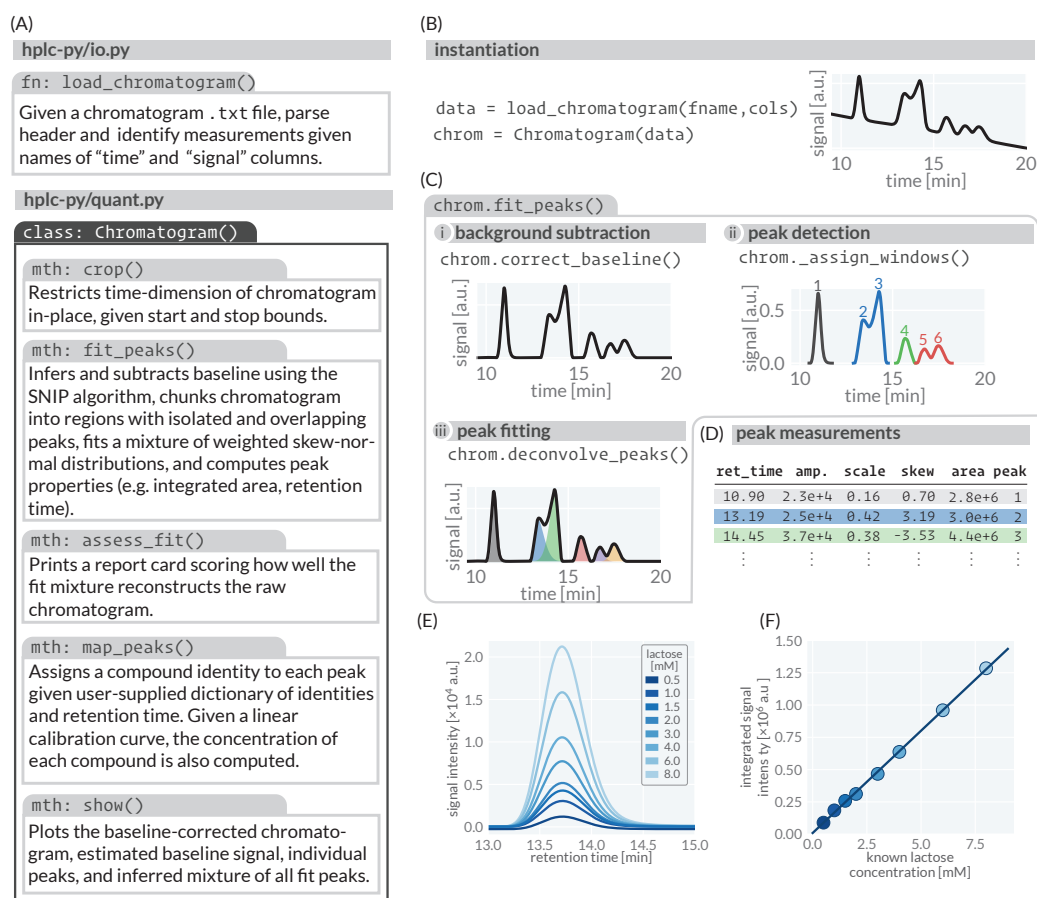 (A)
hplc-py/io.py
fn: load_chromatogram()
Given a chromatogram .txt file, parse
header and identify measurements given
names of “time” and “signal” columns.
hplc-py/quant.py
class: Chromatogram()
mth: crop()
Restricts time-dimension of chromatogram
in-place, given start and stop bounds.
mth: fit_peaks()
Infers and subtracts baseline using the
SNIP algorithm, chunks chromatogram
into regions with isolated and overlapping
peaks, fits a mixture of weighted skew-nor-
mal distributions, and computes peak
properties (e.g. integrated area, retention
time).
mth: assess_fit()
Prints a report card scoring how well the
fit mixture reconstructs the raw
chromatogram.
mth: map_peaks()
Assigns a compound identity to each peak
given user-supplied dictionary of identities
and retention time. Given a linear
calibration curve, the concentration of
each compound is also computed.
mth: show()
Plots the baseline-corrected chromato-
gram, estimated baseline signal, individual
peaks, and inferred mixture of all fit peaks.
(B)
instantiation
data = load_chromatogram(fname,cols)
chrom = Chromatogram(data)
signal [a.u.]
10 15 20
time [min]
(C)
chrom.fit_peaks()
i background subtraction
chrom.correct_baseline()
signal [a.u.]
10 15 20
time [min]
ii peak detection
chrom._assign_windows()
signal [a.u.]
0.5
0.0
1 2 3 4 5 6
10 15 20
time [min]
iii peak fitting
chrom.deconvolve_peaks()
signal [a.u.]
10 15 20
time [min]
(D)
peak measurements
ret_time amp. scale skew area peak
10.90 2.3e+4 0.16 0.70 2.8e+6 1
13.19 2.5e+4 0.42 3.19 3.0e+6 2
14.45 3.7e+4 0.38 -3.53 4.4e+6 3
⋮ ⋮ ⋮ ⋮ ⋮ ⋮
(E)
signal intensity [×10⁴ a.u.]
2.0
1.5
1.0
0.5
0.0
13.0 13.5 14.0 14.5 15.0
retention time [min]
lactose
[mM]
0.5
1.0
1.5
2.0
3.0
4.0
6.0
8.0
(F)
integrated signal
intens ty [×10⁶ a.u]
1.50
1.25
1.00
0.75
0.50
0.25
0.00
0.0 2.5 5.0 7.5
known lactose
concentration [mM]